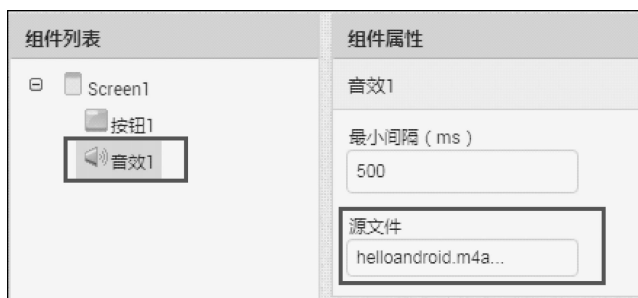 组件列表
Screen1
按钮1
音效1
组件属性
音效1
最小间隔（ms）
500
源文件
helloandroid.m4a...